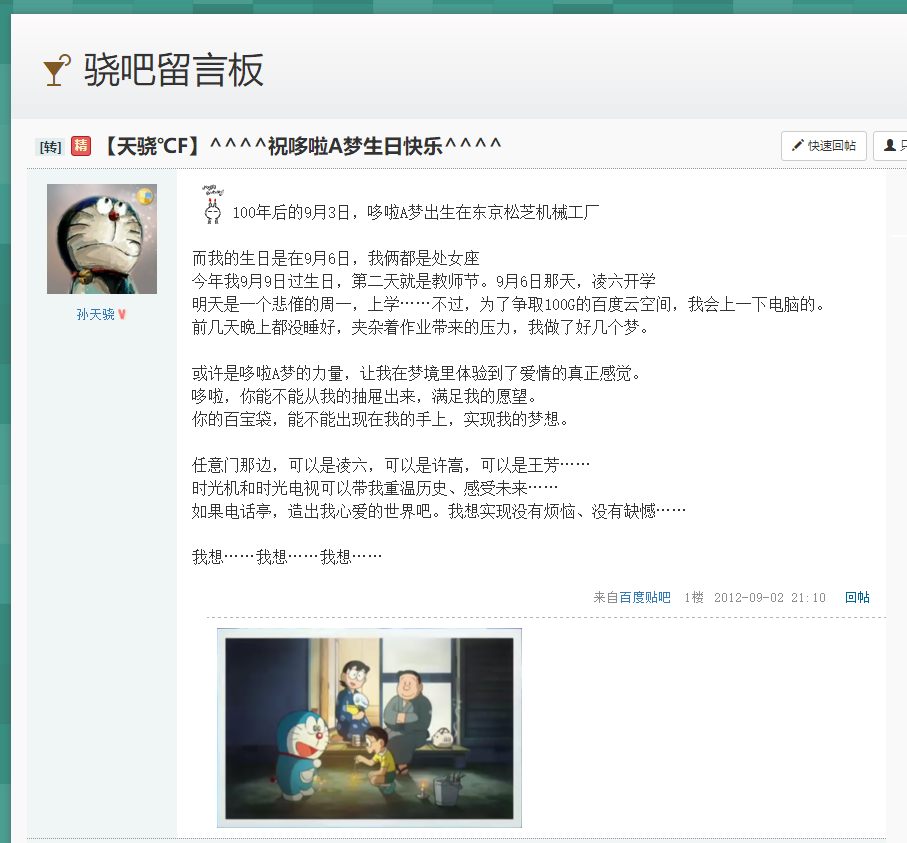 骁吧留言板
[转] 精 【天骁℃F】^^^^祝哆啦A梦生日快乐^^^^
快速回帖
孙天骁
100年后的9月3日，哆啦A梦出生在东京松芝机械工厂
而我的生日是在9月6日，我俩都是处女座
今年我9月9日过生日，第二天就是教师节。9月6日那天，凌六开学
明天是一个悲催的周一，上学……不过，为了争取100G的百度云空间，我会上一下电脑的。
前几天晚上都没睡好，夹杂着作业带来的压力，我做了好几个梦。
或许是哆啦A梦的力量，让我在梦境里体验到了爱情的真正感觉。
哆啦，你能不能从我的抽屉出来，满足我的愿望。
你的百宝袋，能不能出现在我的手上，实现我的梦想。
任意门那边，可以是凌六，可以是许嵩，可以是王芳……
时光机和时光电视可以带我重温历史、感受未来……
如果电话亭，造出我心爱的世界吧。我想实现没有烦恼、没有缺憾……
我想……我想……我想……
来自百度贴吧 1楼 2012-09-02 21:10 回帖